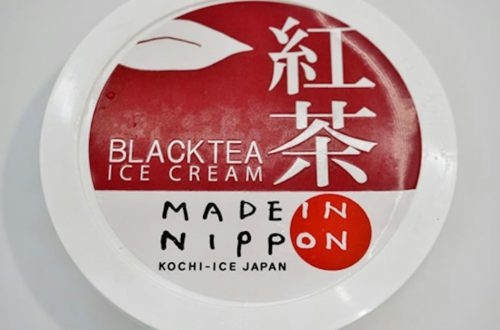 紅茶
BLACKTEA
ICE CREAM
MADE IN
NIPPON
KOCHI-ICE JAPAN